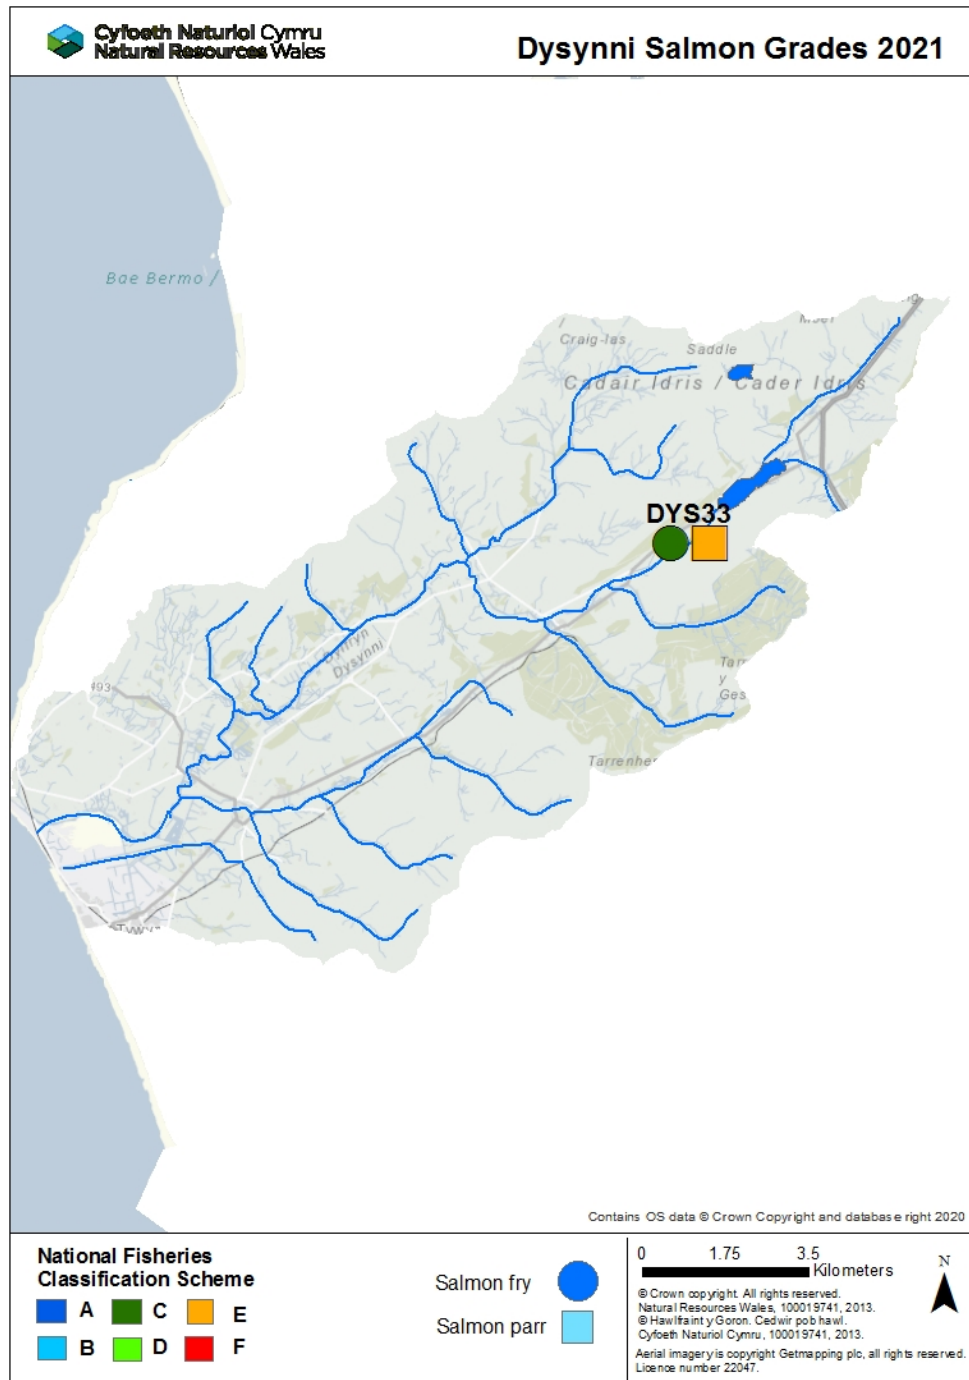 Cyfoeth Naturiol Cymru
Natural Resources Wales
Dysynni Salmon Grades 2021
Bae Bermo /
Craig-las
Saddle
Cadair Idris / Cader Idris
DYS33
Dyffryn
Dysynni
y
Ges
Tarrenhe
Tywyn
Contains OS data © Crown Copyright and database right 2020
National Fisheries
Classification Scheme
A C E
B D F
Salmon fry
Salmon parr
0 1.75 3.5
Kilometers
N
© Crown copyright. All rights reserved.
Natural Resources Wales, 100019741, 2013.
© Hawlfraint y Goron. Cedwir pob hawl.
Cyfoeth Naturiol Cymru, 100019741, 2013.
Aerial imagery is copyright Getmapping plc, all rights reserved.
Licence number 22047.